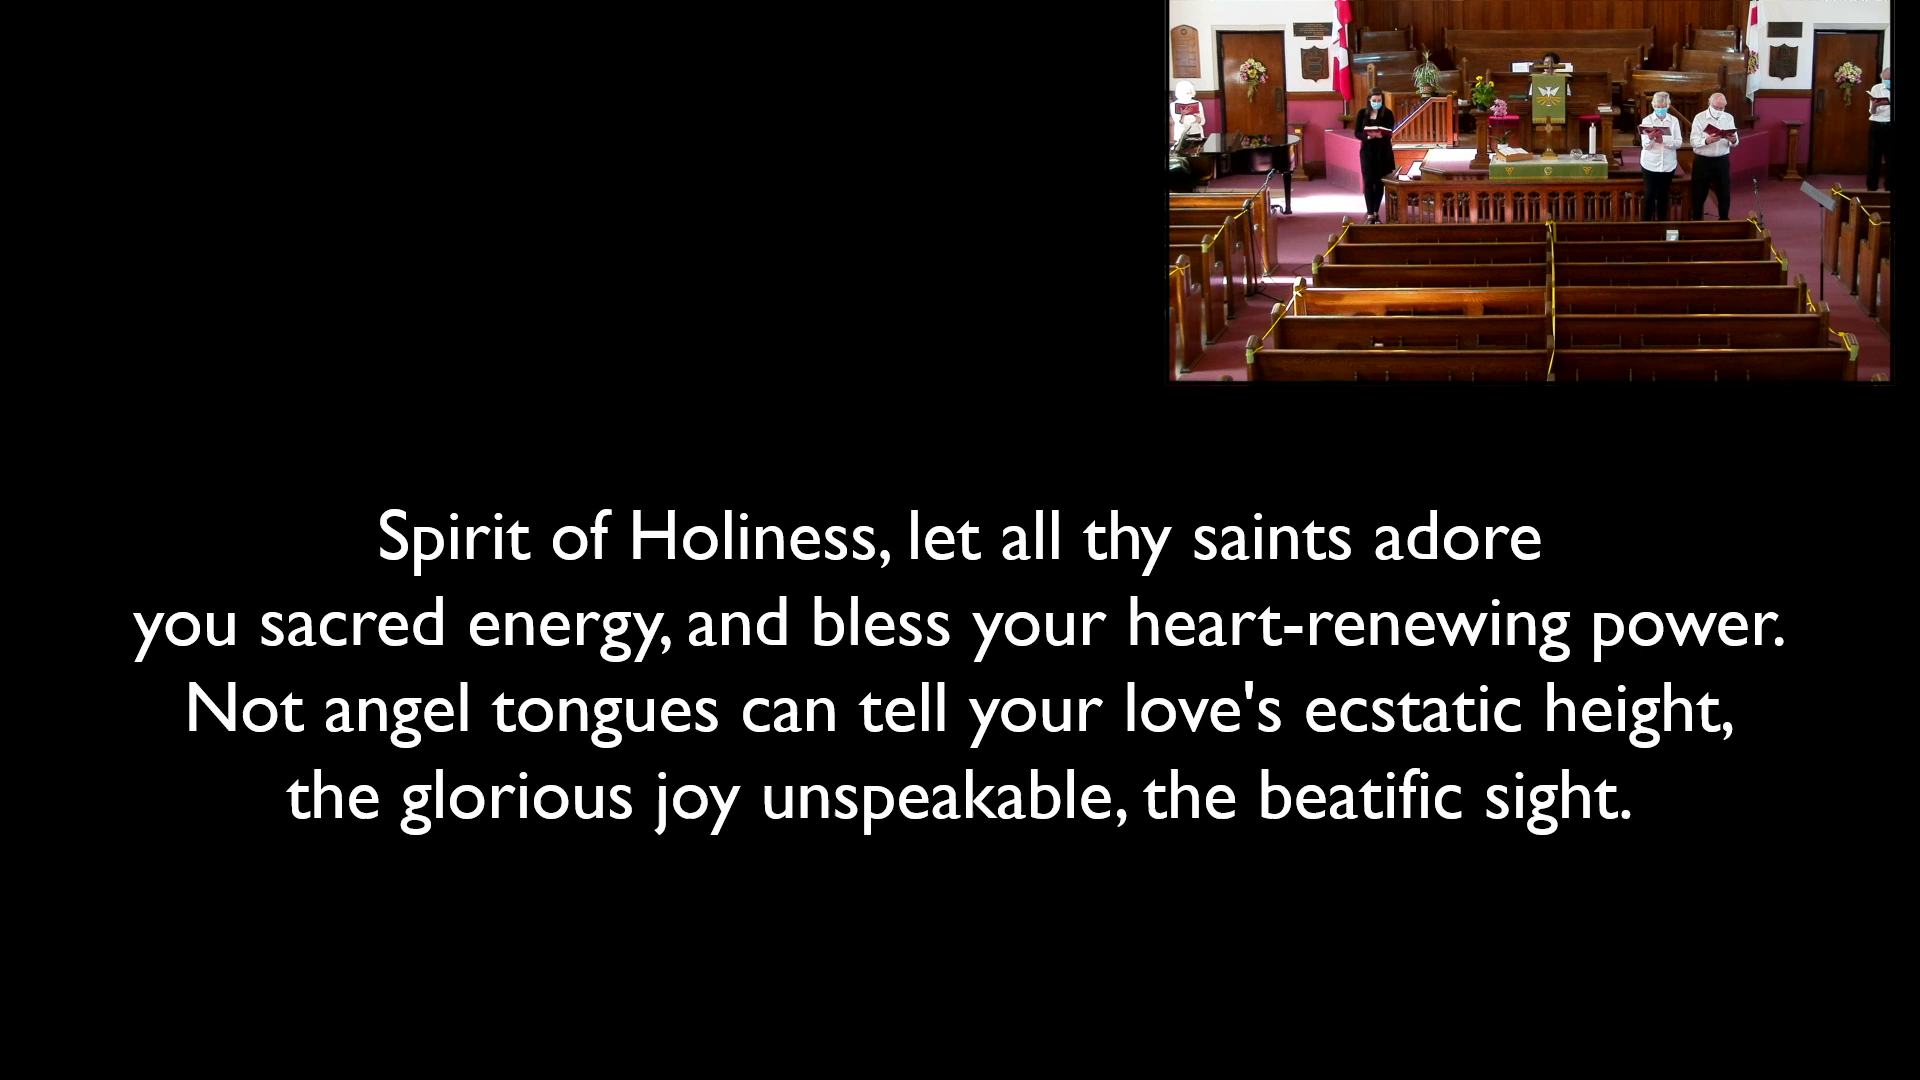 Spirit of Holiness, let all thy saints adore
you sacred energy, and bless your heart-renewing power.
Not angel tongues can tell your love's ecstatic height,
the glorious joy unspeakable, the beatific sight.